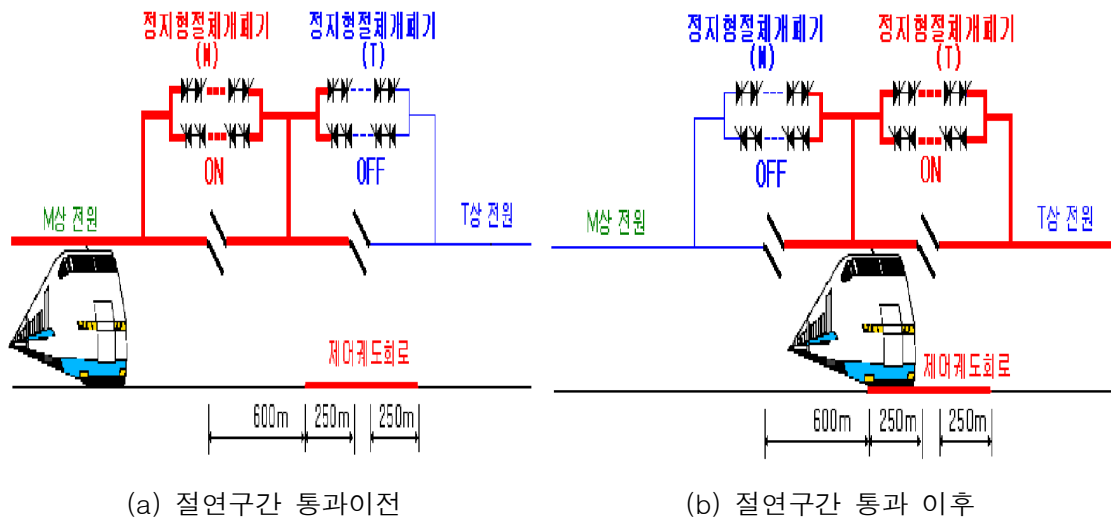 정지형절체개폐기
(M)
정지형절체개폐기
(T)
ON
OFF
M상 전원
T상 전원
제어궤도회로
600m
250m
250m
(a) 절연구간 통과이전
정지형절체개폐기
(M)
정지형절체개폐기
(T)
OFF
ON
M상 전원
T상 전원
제어궤도회로
600m
250m
250m
(b) 절연구간 통과 이후